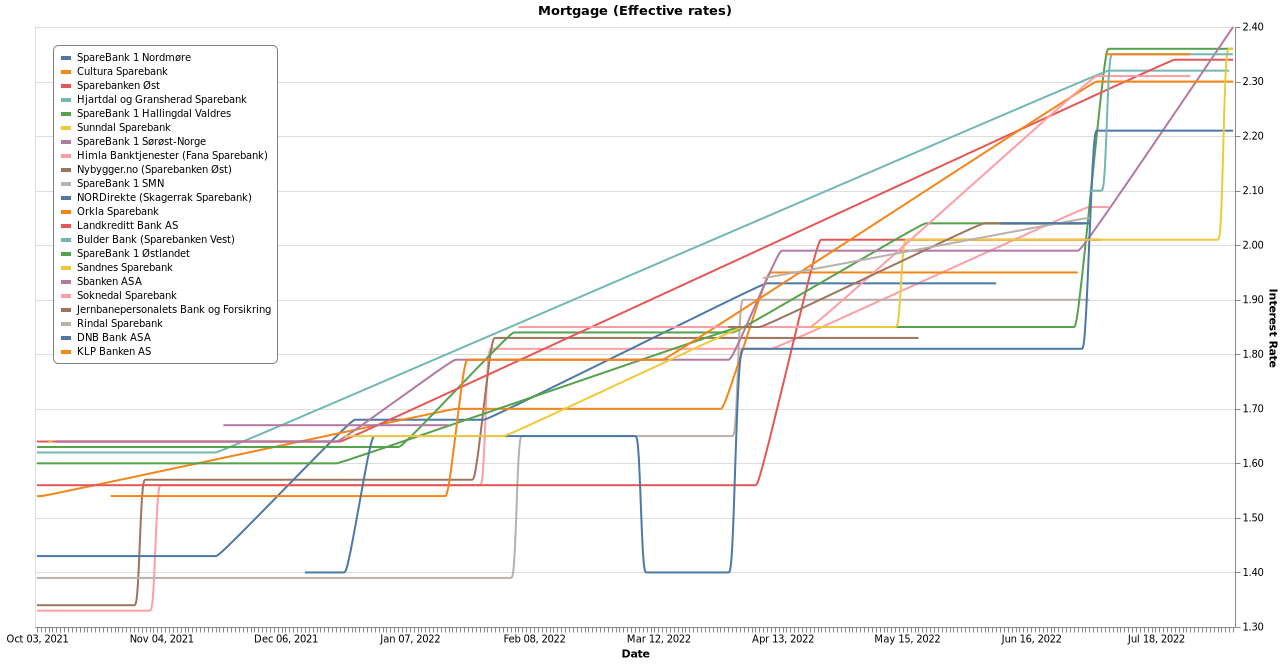 Mortgage (Effective rates)
SpareBank 1 Nordmøre
Cultura Sparebank
Sparebanken Øst
Hjartdal og Gransherad Sparebank
SpareBank 1 Hallingdal Valdres
Sunndal Sparebank
SpareBank 1 Sørøst-Norge
Himla Banktjenester (Fana Sparebank)
Nybygger.no (Sparebanken Øst)
SpareBank 1 SMN
NORDirekte (Skagerrak Sparebank)
Orkla Sparebank
Landkreditt Bank AS
Bulder Bank (Sparebanken Vest)
SpareBank 1 Østlandet
Sandnes Sparebank
Sbanken ASA
Soknedal Sparebank
Jernbanepersonalets Bank og Forsikring
Rindal Sparebank
DNB Bank ASA
KLP Banken AS
2.40
2.30
2.20
2.10
2.00
1.90
1.80
1.70
1.60
1.50
1.40
1.30
Interest Rate
Oct 03, 2021
Nov 04, 2021
Dec 06, 2021
Jan 07, 2022
Feb 08, 2022
Mar 12, 2022
Apr 13, 2022
May 15, 2022
Jun 16, 2022
Jul 18, 2022
Date